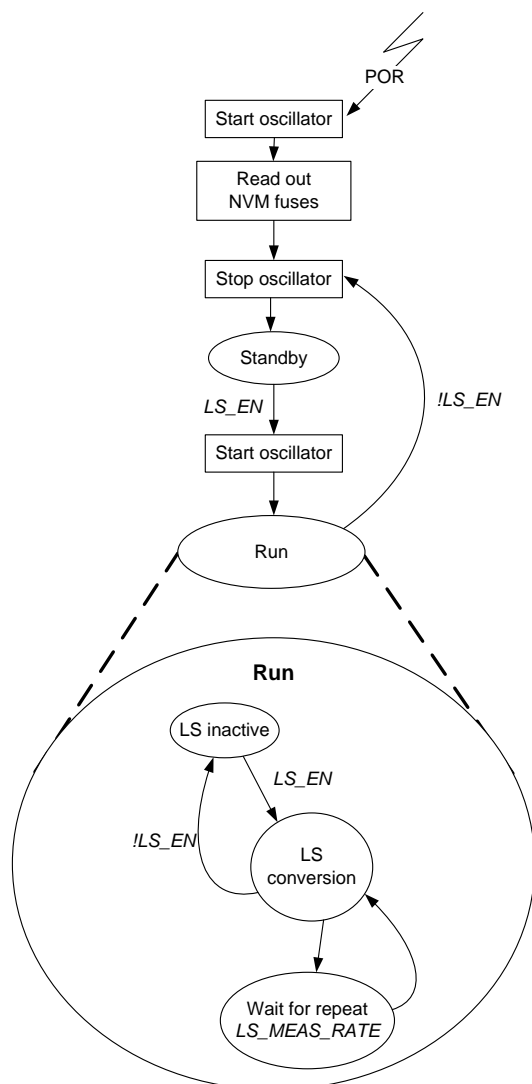 POR
Start oscillator
Read out
NVM fuses
Stop oscillator
Standby
LS_EN
!LS_EN
Start oscillator
Run
Run
LS inactive
LS_EN
!LS_EN
LS
conversion
Wait for repeat
LS_MEAS_RATE